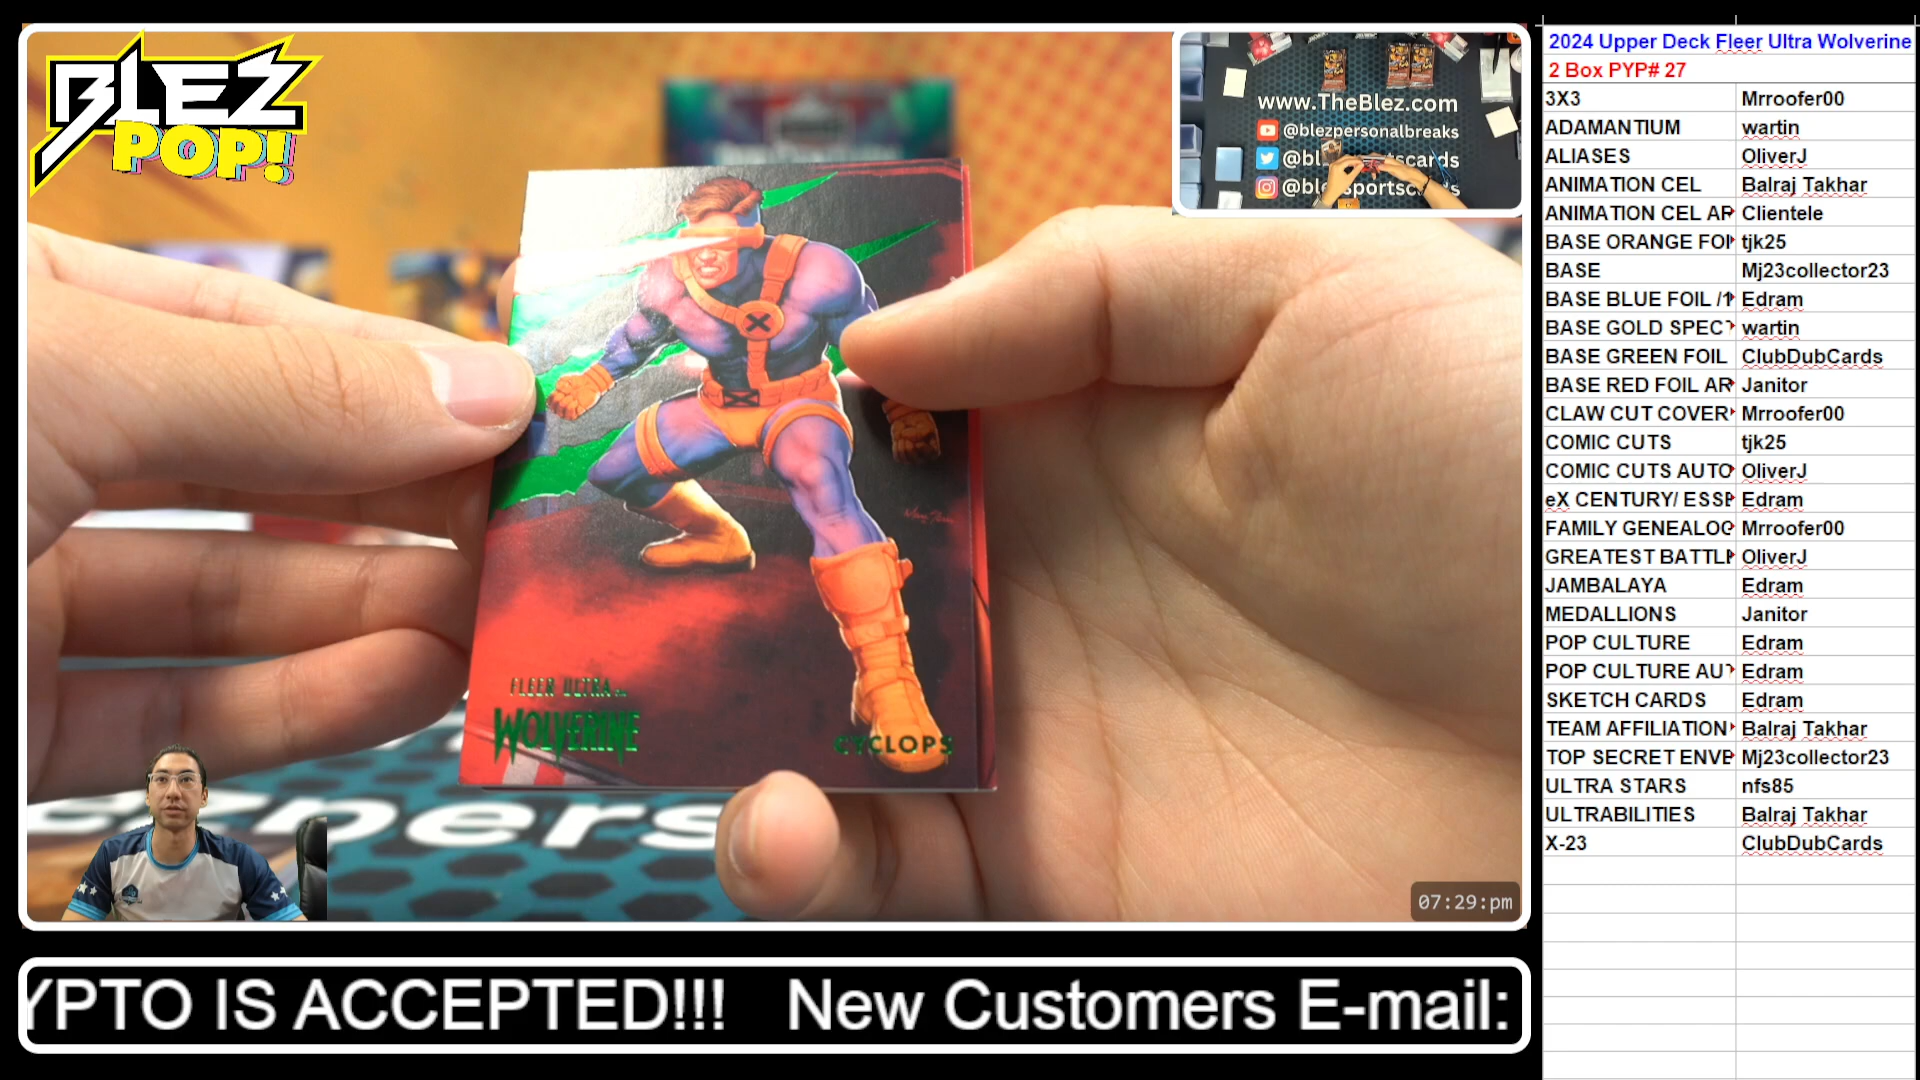 BLEZ
POP!
www.TheBlez.com
@blezpersonalbreaks
X
FLEER ULTRA
WOLVERINE
CYCLOPS
07:29:pm
YPTO IS ACCEPTED!!! New Customers E-mail:
2024 Upper Deck Fleer Ultra Wolverine
2 Box PYP# 27
3X3 Mrroofer00
ADAMANTIUM wartin
ALIASES OliverJ
ANIMATION CEL Balraj Takhar
ANIMATION CEL AR Clientele
BASE ORANGE FOI tjk25
BASE Mj23collector23
BASE BLUE FOIL /1 Edram
BASE GOLD SPECT wartin
BASE GREEN FOIL ClubDubCards
BASE RED FOIL AR Janitor
CLAW CUT COVER Mrroofer00
COMIC CUTS tjk25
COMIC CUTS AUTO OliverJ
eX CENTURY/ ESSE Edram
FAMILY GENEALOG Mrroofer00
GREATEST BATTLE OliverJ
JAMBALAYA Edram
MEDALLIONS Janitor
POP CULTURE Edram
POP CULTURE AUT Edram
SKETCH CARDS Edram
TEAM AFFILIATION Balraj Takhar
TOP SECRET ENVE Mj23collector23
ULTRA STARS nfs85
ULTRABILITIES Balraj Takhar
X-23 ClubDubCards